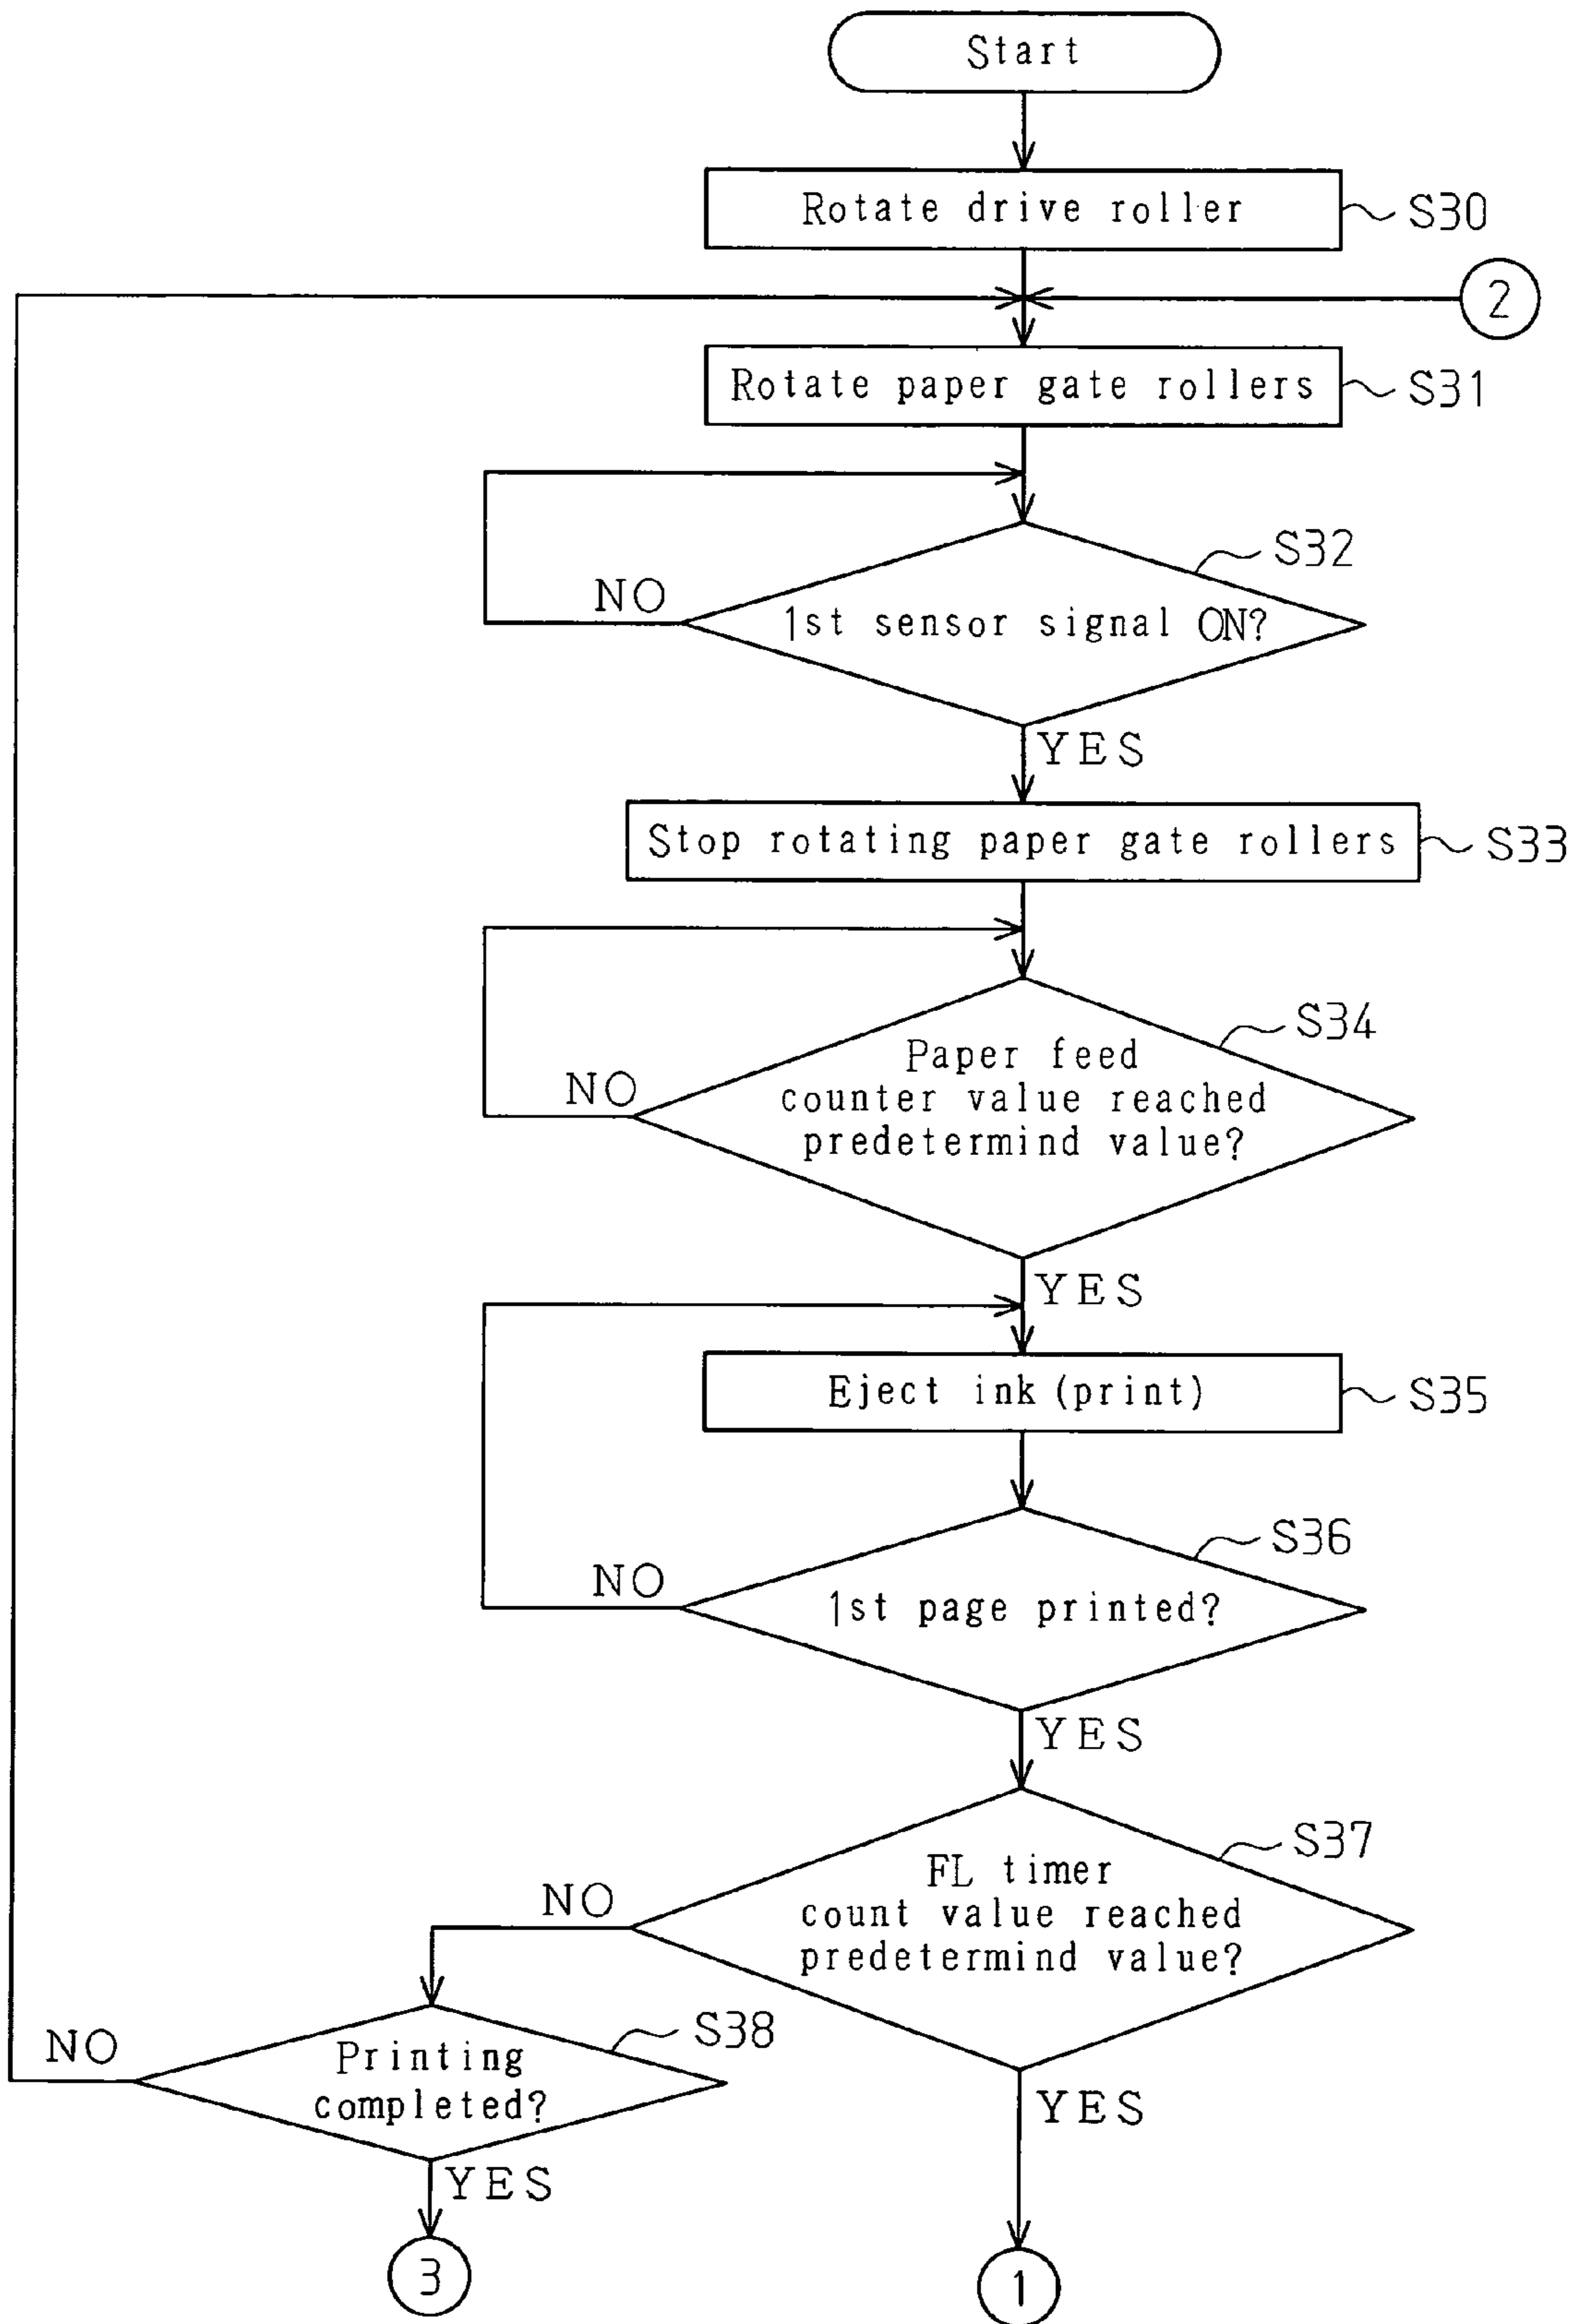 Start
Rotate drive roller
S30
2
Rotate paper gate rollers
S31
S32
NO
1st sensor signal ON?
YES
Stop rotating paper gate rollers
S33
S34
Paper feed
NO
counter value reached
predetermind value?
YES
Eject ink (print)
S35
S36
NO
1st page printed?
YES
S37
FL timer
NO
count value reached
predetermind value?
S38
NO
Printing
completed?
YES
YES
3
1